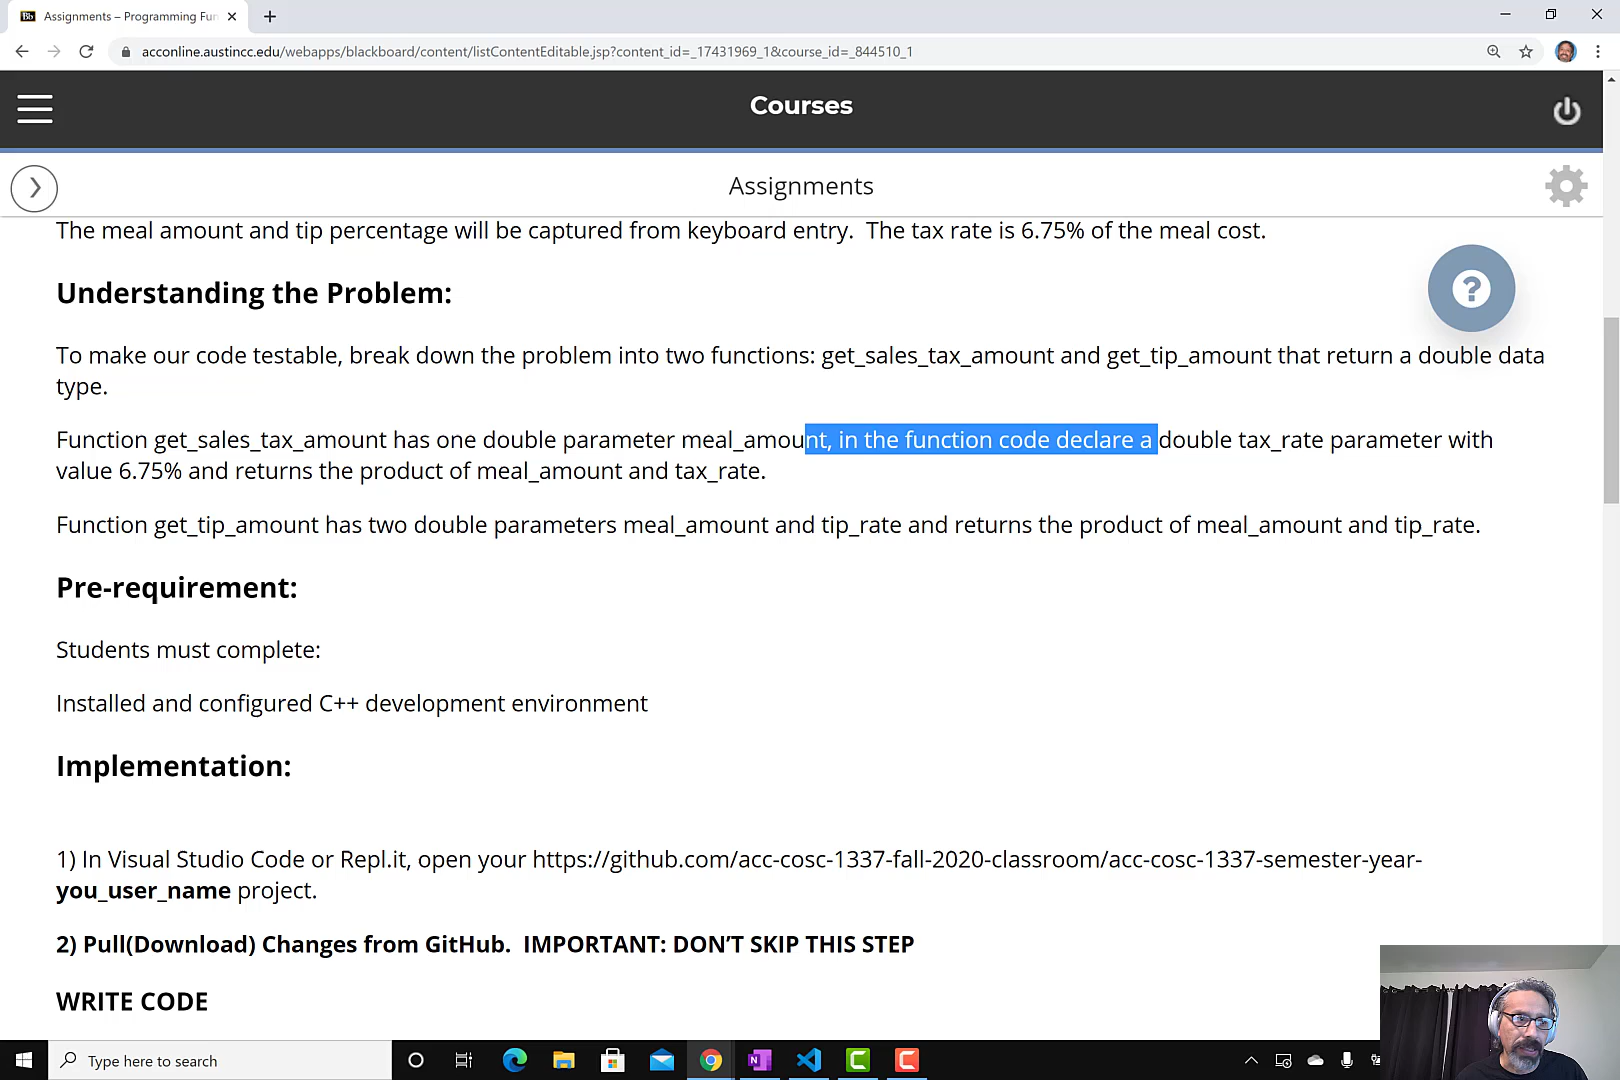 Bb Assignments – Programming Fun
acconline.austincc.edu/webapps/blackboard/content/listContentEditable.jsp?content_id=_17431969_1&course_id=_844510_1
Courses
Assignments
The meal amount and tip percentage will be captured from keyboard entry.  The tax rate is 6.75% of the meal cost.
Understanding the Problem:
To make our code testable, break down the problem into two functions: get_sales_tax_amount and get_tip_amount that return a double data
type.
Function get_sales_tax_amount has one double parameter meal_amount, in the function code declare a double tax_rate parameter with
value 6.75% and returns the product of meal_amount and tax_rate.
Function get_tip_amount has two double parameters meal_amount and tip_rate and returns the product of meal_amount and tip_rate.
Pre-requirement:
Students must complete:
Installed and configured C++ development environment
Implementation:
1) In Visual Studio Code or Repl.it, open your https://github.com/acc-cosc-1337-fall-2020-classroom/acc-cosc-1337-semester-year-
you_user_name project.
2) Pull(Download) Changes from GitHub.  IMPORTANT: DON’T SKIP THIS STEP
WRITE CODE
Type here to search